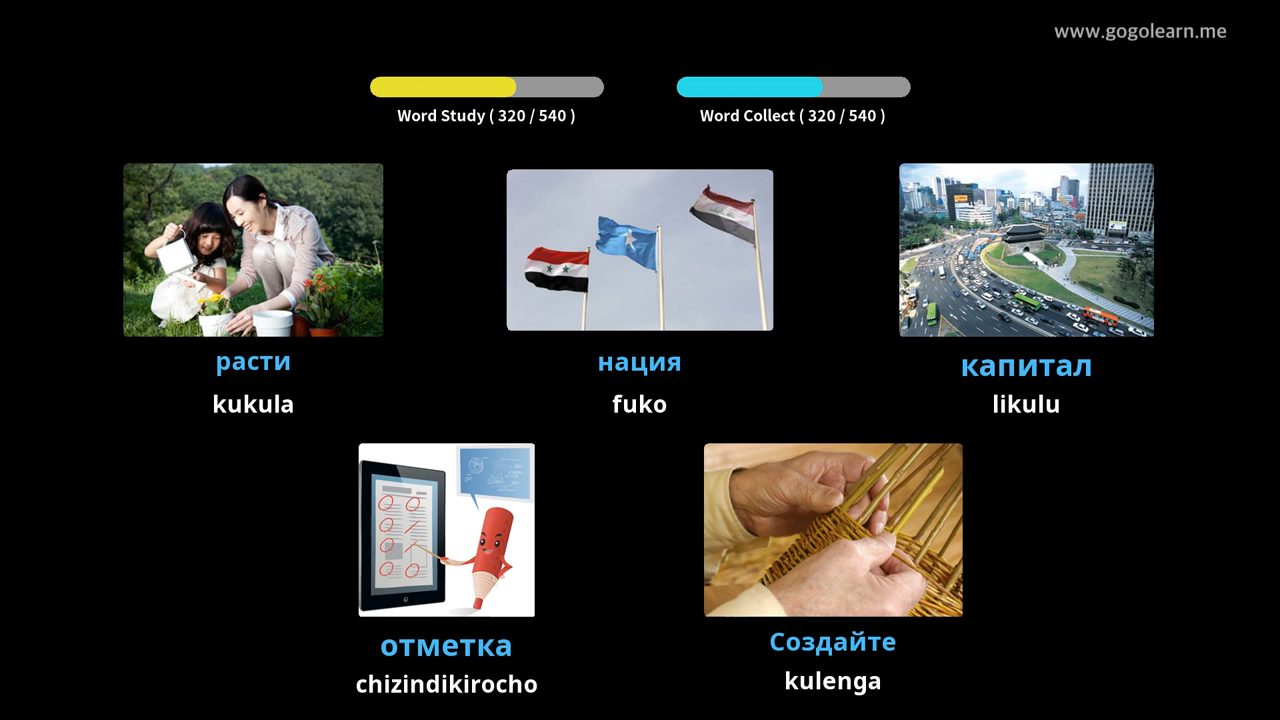 www.gogolearn.me
Word Study ( 320 / 540 )
Word Collect ( 320 / 540 )
расти
kukula
нация
fuko
капитал
likulu
отметка
chizindikirocho
Создайте
kulenga